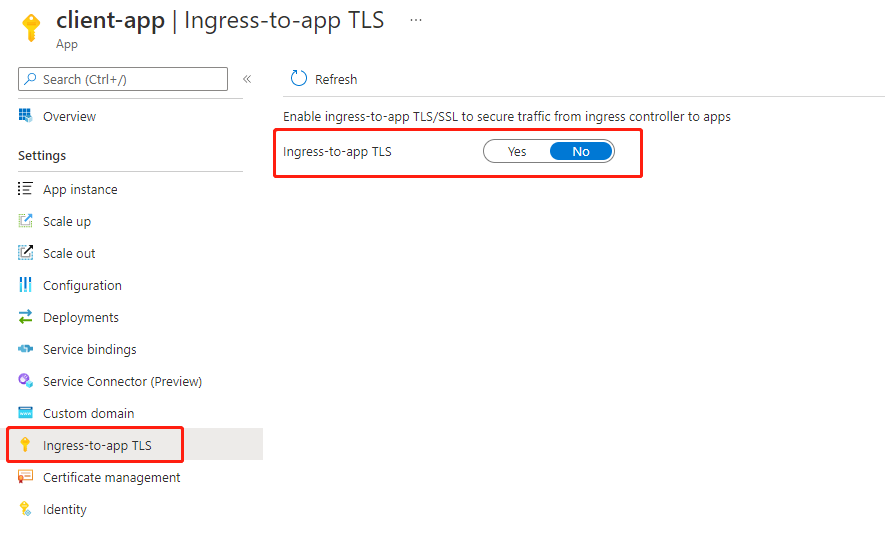 client-app | Ingress-to-app TLS ...
App
Search (Ctrl+/) «
Overview
Settings
App instance
Scale up
Scale out
Configuration
Deployments
Service bindings
Service Connector (Preview)
Custom domain
Ingress-to-app TLS
Certificate management
Identity
Refresh
Enable ingress-to-app TLS/SSL to secure traffic from ingress controller to apps
Ingress-to-app TLS Yes No